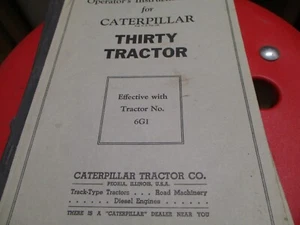 Operator's Instruc
for
CATERPILLAR
THIRTY
TRACTOR
Effective with
Tractor No.
6G1
CATERPILLAR TRACTOR CO.
PEORIA, ILLINOIS, U.S.A.
Track-Type Tractors . . . Road Machinery
. . . . . . Diesel Engines . . . . . .
THERE IS A "CATERPILLAR" DEALER NEAR YOU